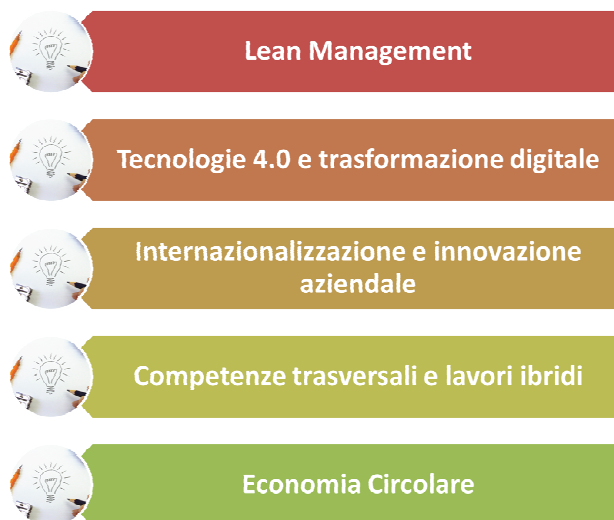 Lean Management
Tecnologie 4.0 e trasformazione digitale
Internazionalizzazione e innovazione
aziendale
Competenze trasversali e lavori ibridi
Economia Circolare